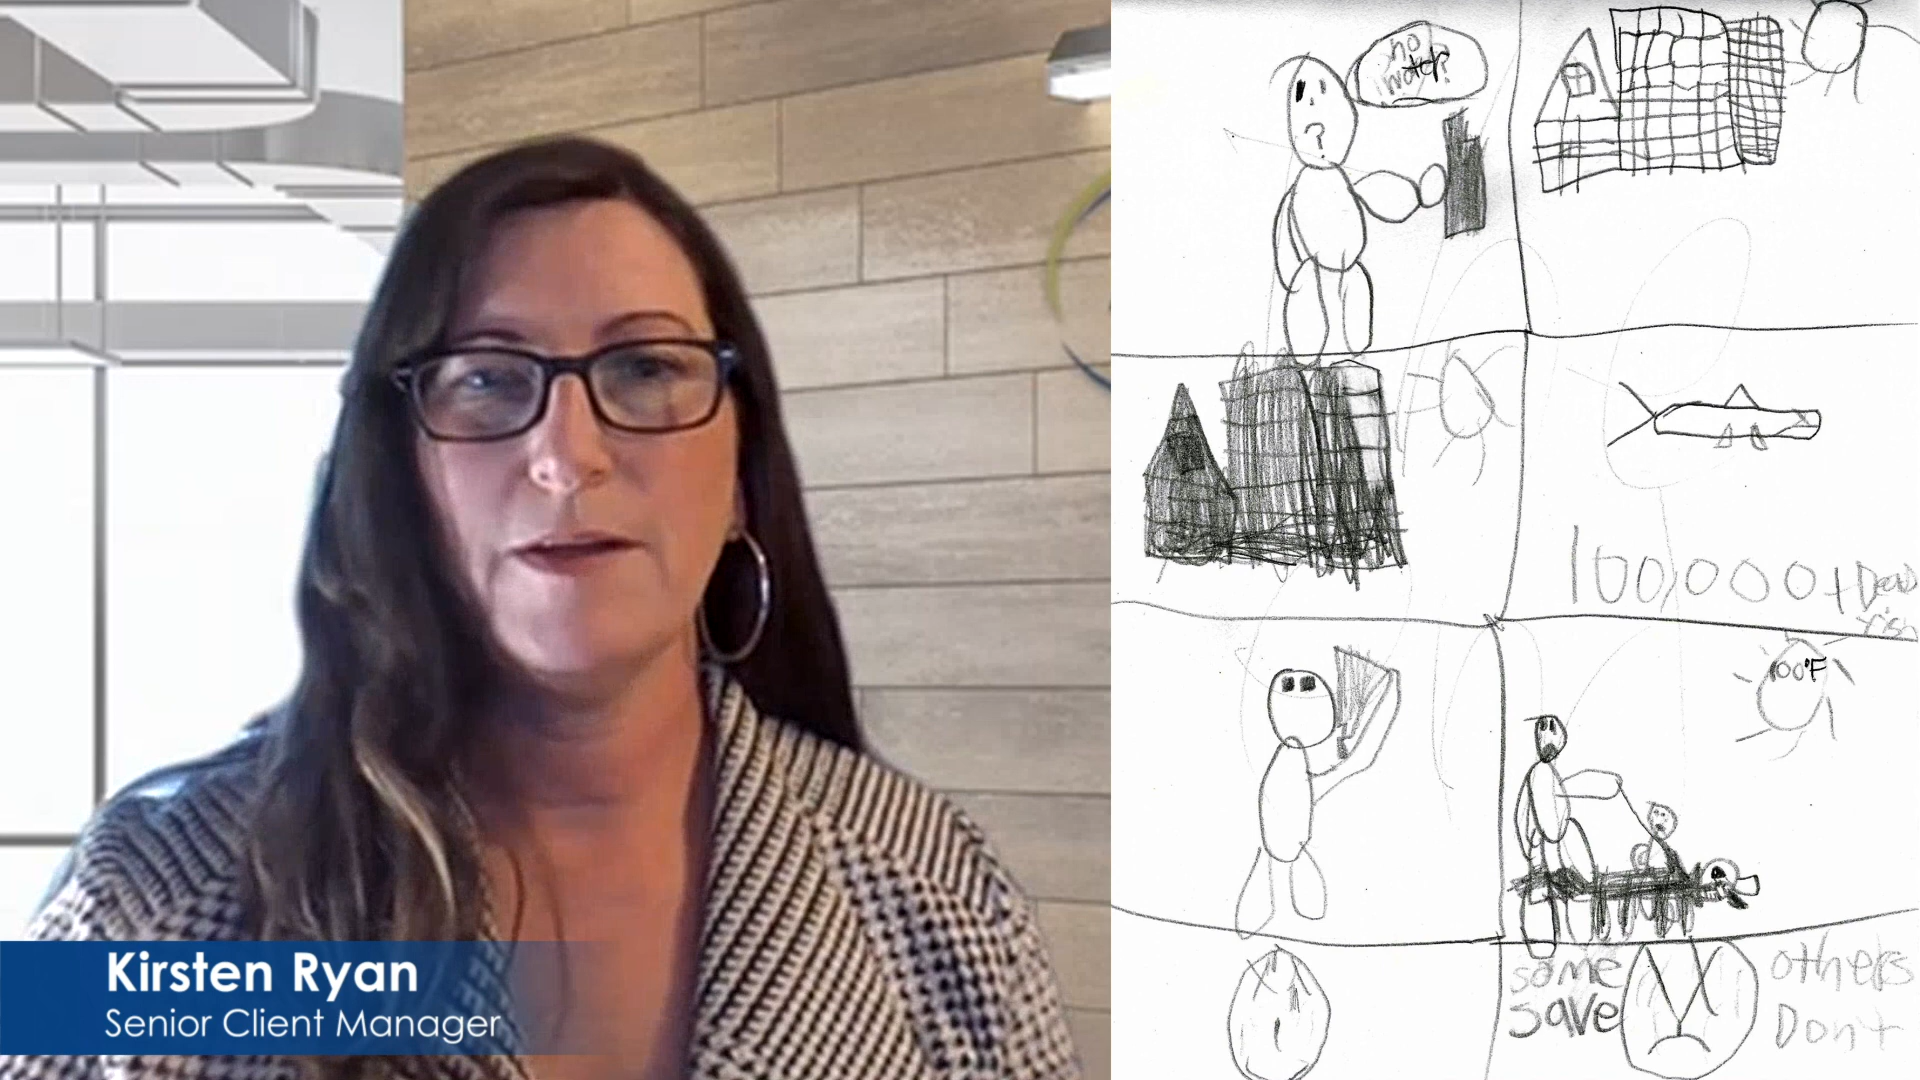 Kirsten Ryan
Senior Client Manager
no
water?
100,000+ Dead
fish
100°F
some
save
others
Don't